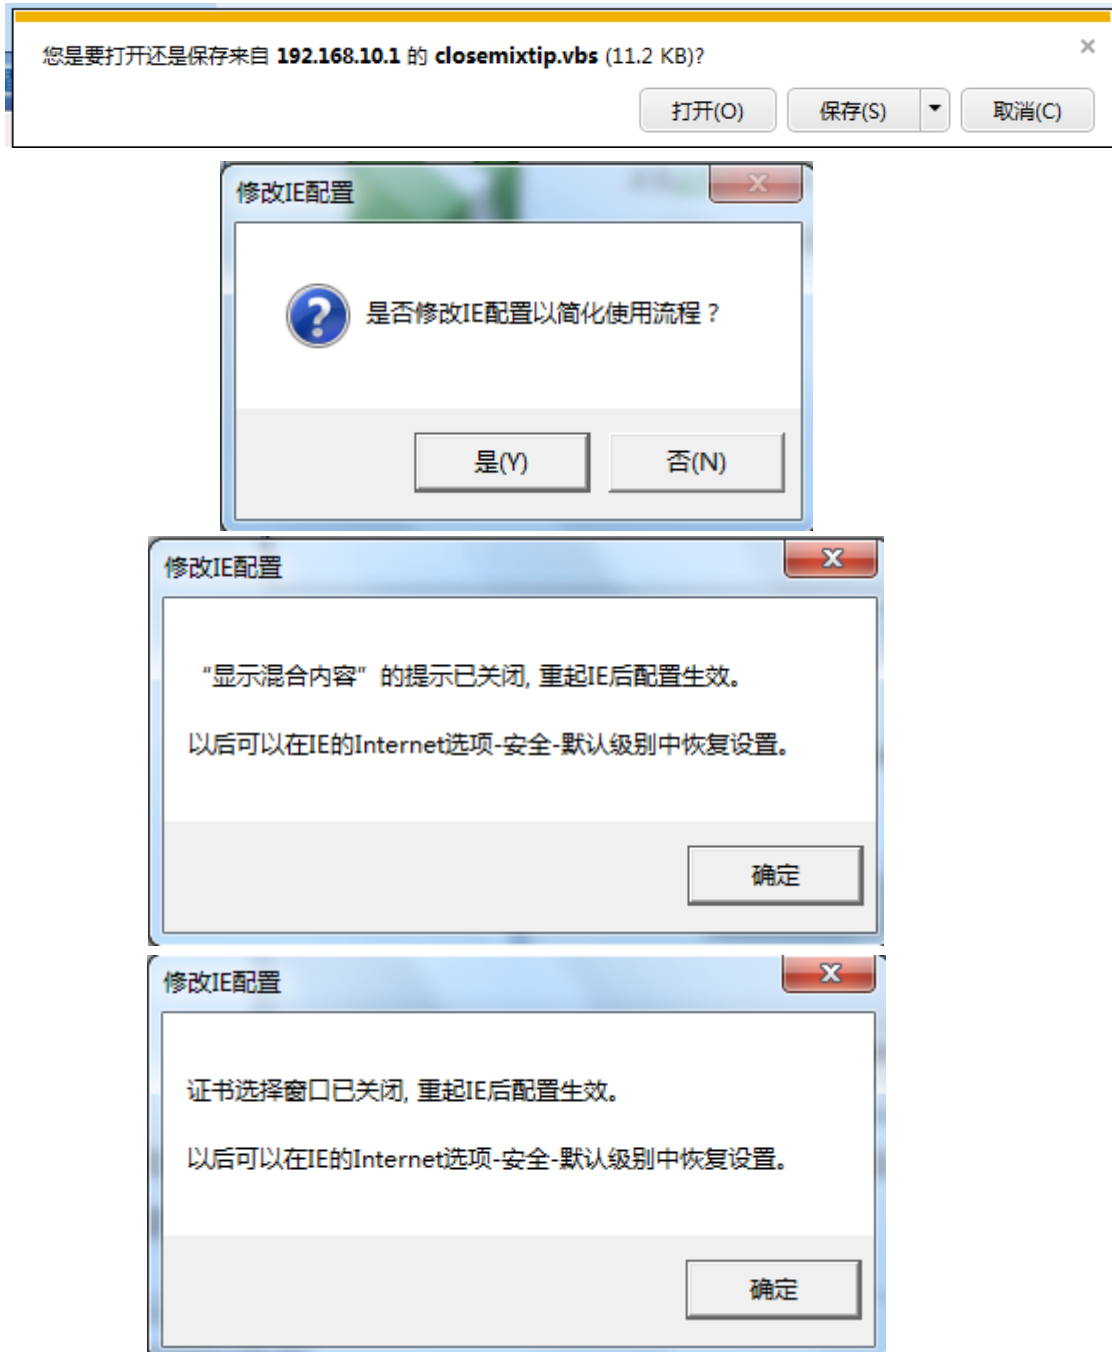 您是要打开还是保存来自 192.168.10.1 的 closemixtip.vbs (11.2 KB)?
打开(O) 保存(S) 取消(C)
修改IE配置
是否修改IE配置以简化使用流程？
是(Y) 否(N)
修改IE配置
“显示混合内容”的提示已关闭, 重起IE后配置生效。
以后可以在IE的Internet选项-安全-默认级别中恢复设置。
确定
修改IE配置
证书选择窗口已关闭, 重起IE后配置生效。
以后可以在IE的Internet选项-安全-默认级别中恢复设置。
确定